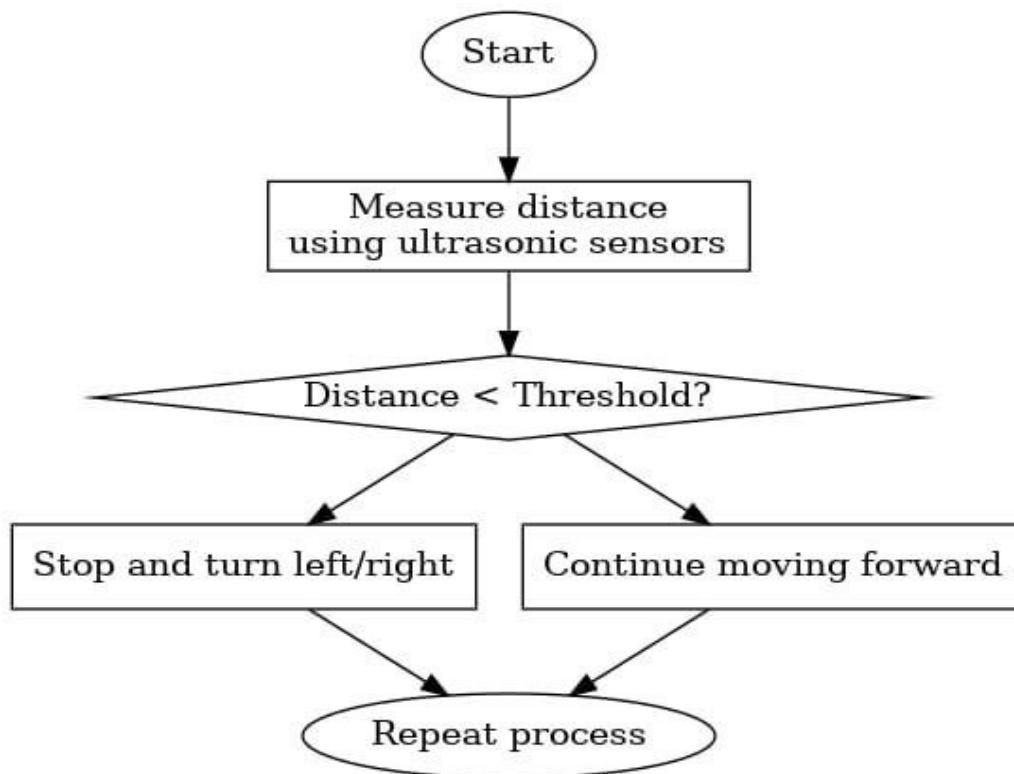 Start
Measure distance
using ultrasonic sensors
Distance < Threshold?
Stop and turn left/right
Continue moving forward
Repeat process